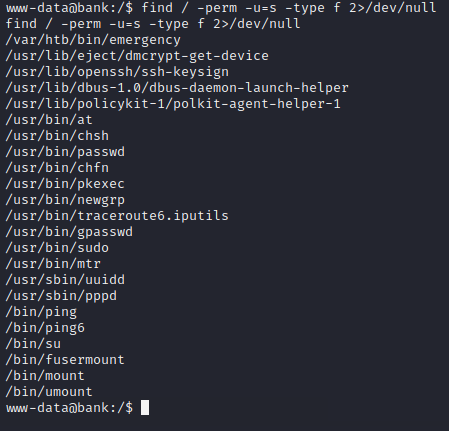 www-data@bank:/$ find / -perm -u=s -type f 2>/dev/null
find / -perm -u=s -type f 2>/dev/null
/var/htb/bin/emergency
/usr/lib/eject/dmcrypt-get-device
/usr/lib/openssh/ssh-keysign
/usr/lib/dbus-1.0/dbus-daemon-launch-helper
/usr/lib/policykit-1/polkit-agent-helper-1
/usr/bin/at
/usr/bin/chsh
/usr/bin/passwd
/usr/bin/chfn
/usr/bin/pkexec
/usr/bin/newgrp
/usr/bin/traceroute6.iputils
/usr/bin/gpasswd
/usr/bin/sudo
/usr/bin/mtr
/usr/sbin/uuidd
/usr/sbin/pppd
/bin/ping
/bin/ping6
/bin/su
/bin/fusermount
/bin/mount
/bin/umount
www-data@bank:/$